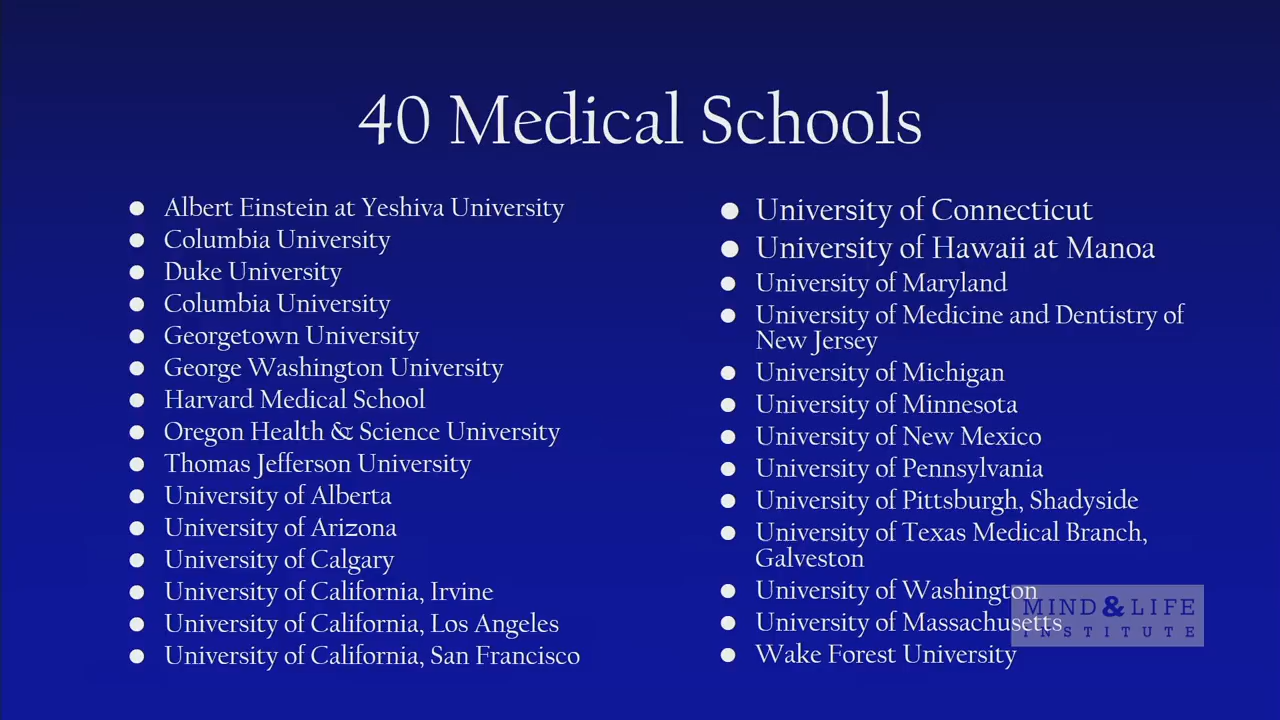 40 Medical Schools
● Albert Einstein at Yeshiva University
● Columbia University
● Duke University
● Columbia University
● Georgetown University
● George Washington University
● Harvard Medical School
● Oregon Health & Science University
● Thomas Jefferson University
● University of Alberta
● University of Arizona
● University of Calgary
● University of California, Irvine
● University of California, Los Angeles
● University of California, San Francisco
● University of Connecticut
● University of Hawaii at Manoa
● University of Maryland
● University of Medicine and Dentistry of
New Jersey
● University of Michigan
● University of Minnesota
● University of New Mexico
● University of Pennsylvania
● University of Pittsburgh, Shadyside
● University of Texas Medical Branch,
Galveston
● University of Washington
● University of Massachusetts
● Wake Forest University
MIND & LIFE
INSTITUTE